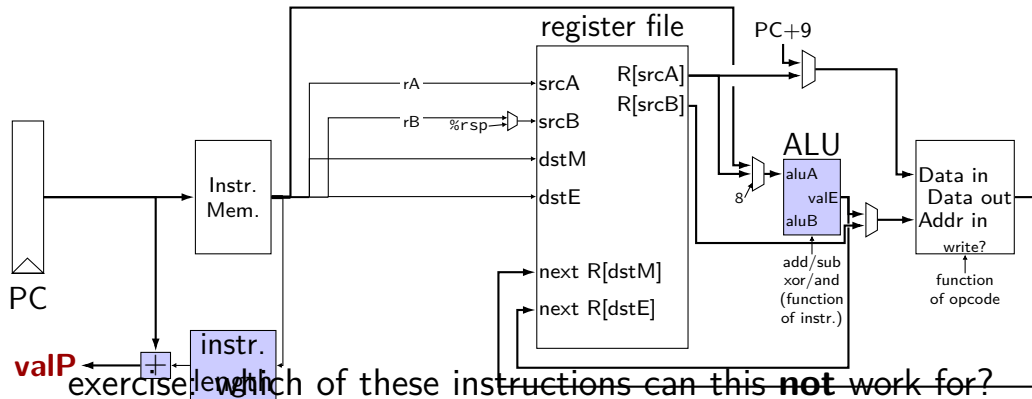 register file
PC+9
rA
srcA
R[srcA]
R[srcB]
rB
%rsp
srcB
ALU
Instr.
Mem.
dstM
aluA
Data in
8
valE
Data out
dstE
aluB
Addr in
write?
add/sub
xor/and
(function
of instr.)
function
of opcode
next R[dstM]
PC
next R[dstE]
instr.
length
valP
+
exercise: which of these instructions can this not work for?